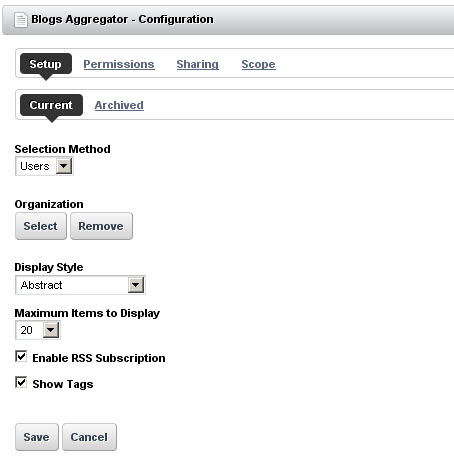 Blogs Aggregator - Configuration
Setup Permissions Sharing Scope
Current Archived
Selection Method
Users
Organization
Select Remove
Display Style
Abstract
Maximum Items to Display
20
Enable RSS Subscription
Show Tags
Save Cancel